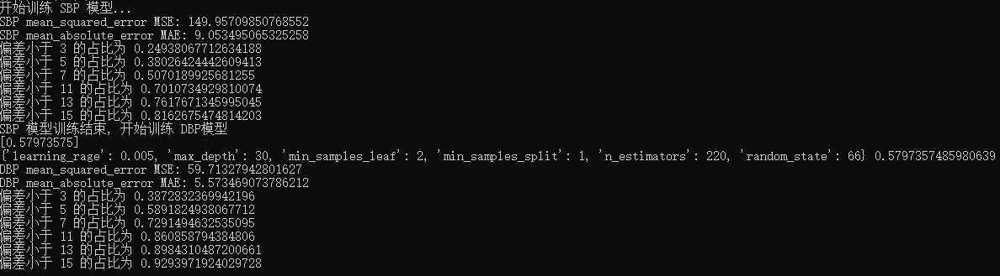 开始训练 SBP 模型...
SBP mean_squared_error MSE: 149.95709850768552
SBP mean_absolute_error MAE: 9.053495065325258
偏差小于 3 的占比为 0.24938067712634188
偏差小于 5 的占比为 0.38026424442609413
偏差小于 7 的占比为 0.5070189925681255
偏差小于 11 的占比为 0.7010734929810074
偏差小于 13 的占比为 0.7617671345995045
偏差小于 15 的占比为 0.8162675474814203
SBP 模型训练结束, 开始训练 DBP模型
[0.57973575]
{'learning_rage': 0.005, 'max_depth': 30, 'min_samples_leaf': 2, 'min_samples_split': 1, 'n_estimators': 220, 'random_state': 66} 0.5797357485980639
DBP mean_squared_error MSE: 59.71327942801627
DBP mean_absolute_error MAE: 5.573469073786212
偏差小于 3 的占比为 0.3872832369942196
偏差小于 5 的占比为 0.5891824938067712
偏差小于 7 的占比为 0.7291494632535095
偏差小于 11 的占比为 0.860858794384806
偏差小于 13 的占比为 0.8984310487200661
偏差小于 15 的占比为 0.9293971924029728